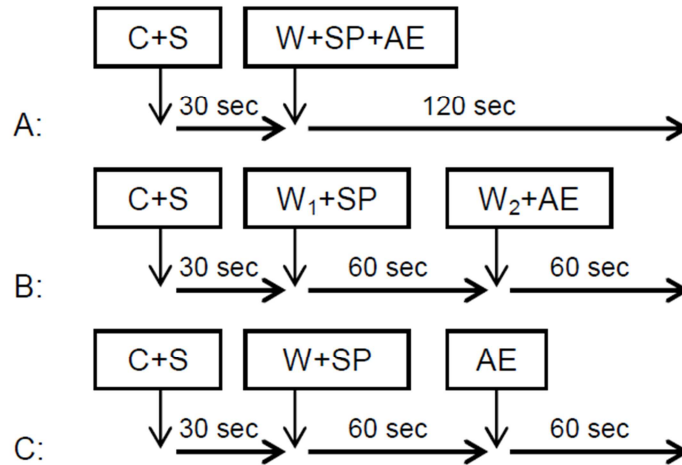 C+S W+SP+AE
30 sec 120 sec
A:
C+S W₁+SP W₂+AE
30 sec 60 sec 60 sec
B:
C+S W+SP AE
30 sec 60 sec 60 sec
C: